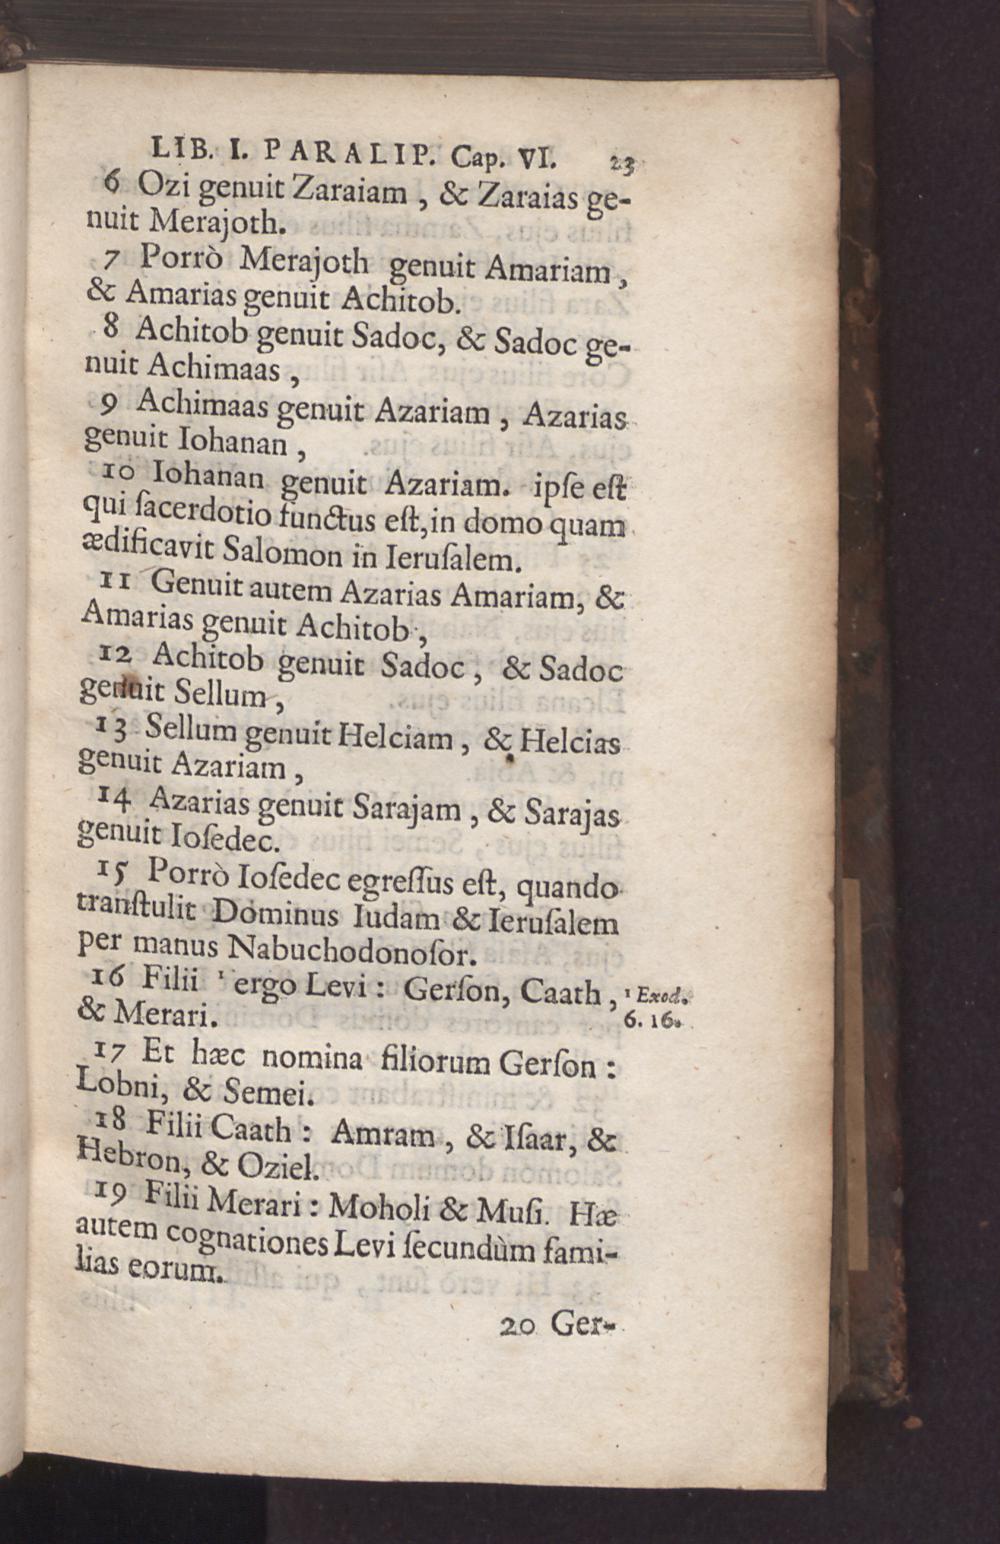 LIB. I. PARALIP. Cap. VI. 23
6 Ozi genuit Zaraiam , & Zaraias ge-
nuit Merajoth.
7 Porrò Merajoth genuit Amariam ,
& Amarias genuit Achitob.
8 Achitob genuit Sadoc, & Sadoc ge-
nuit Achimaas ,
9 Achimaas genuit Azariam , Azarias
genuit Iohanan ,
10 Iohanan genuit Azariam. ipſe eſt
qui ſacerdotio functus eſt, in domo quam
ædificavit Salomon in Ieruſalem.
11 Genuit autem Azarias Amariam, &
Amarias genuit Achitob ,
12 Achitob genuit Sadoc , & Sadoc
genuit Sellum ,
13 Sellum genuit Helciam , & Helcias
genuit Azariam ,
14 Azarias genuit Sarajam , & Sarajas
genuit Ioſedec.
15 Porrò Ioſedec egreſſus eſt, quando
tranſtulit Dominus Iudam & Ieruſalem
per manus Nabuchodonoſor.
16 Filii ¹ ergo Levi : Gerſon, Caath , ¹ Exod.
& Merari. 6. 16.
17 Et hæc nomina filiorum Gerſon :
Lobni, & Semei.
18 Filii Caath : Amram , & Iſaar, &
Hebron, & Oziel.
19 Filii Merari : Moholi & Muſi. Hæ
autem cognationes Levi ſecundùm fami-
lias eorum.
20 Ger-